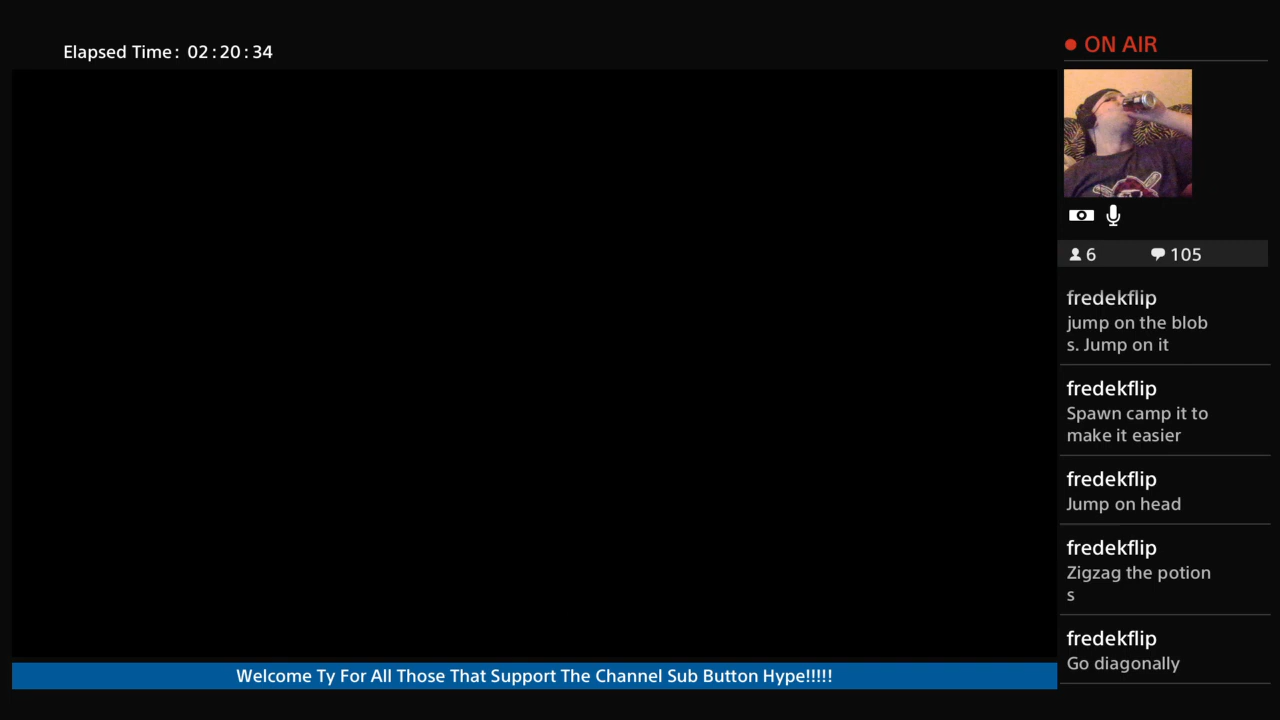 Elapsed Time: 02:20:34
ON AIR
6 105
fredekflip
jump on the blob
s. Jump on it
fredekflip
Spawn camp it to
make it easier
fredekflip
Jump on head
fredekflip
Zigzag the potion
s
fredekflip
Go diagonally
Welcome Ty For All Those That Support The Channel Sub Button Hype!!!!!